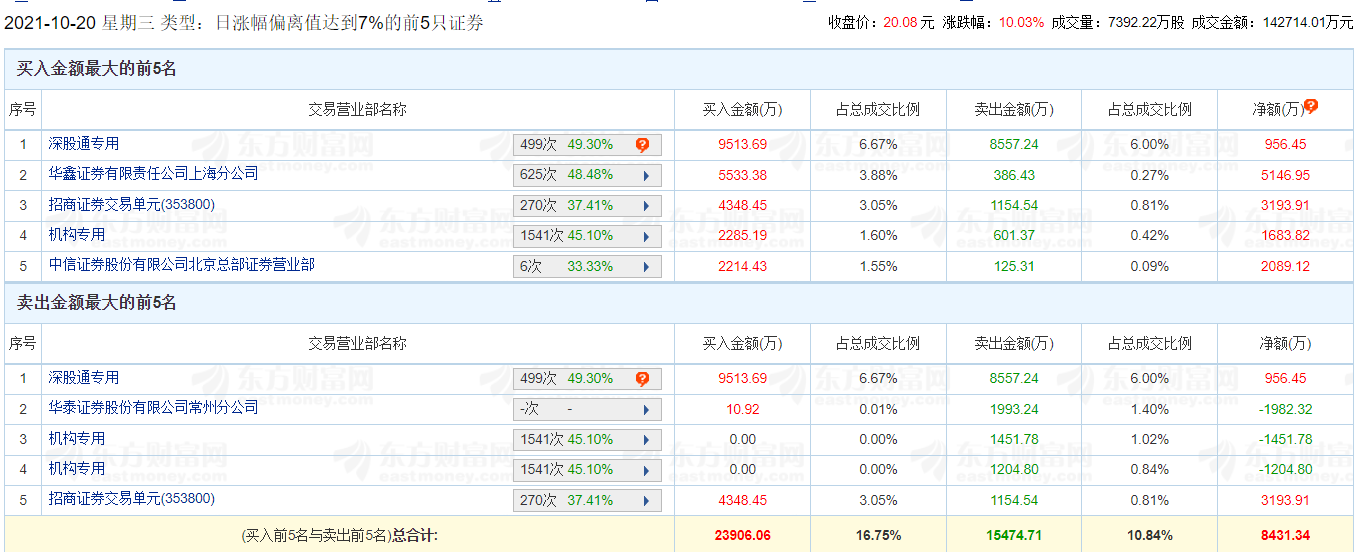 2021-10-20 星期三 类型：日涨幅偏离值达到7%的前5只证券 收盘价：20.08 元 涨跌幅：10.03% 成交量：7392.22万股 成交金额：142714.01万元
买入金额最大的前5名
序号 交易营业部名称 买入金额(万) 占总成交比例 卖出金额(万) 占总成交比例 净额(万)
1 深股通专用 499次 49.30% 9513.69 6.67% 8557.24 6.00% 956.45
2 华鑫证券有限责任公司上海分公司 625次 48.48% 5533.38 3.88% 386.43 0.27% 5146.95
3 招商证券交易单元(353800) 270次 37.41% 4348.45 3.05% 1154.54 0.81% 3193.91
4 机构专用 1541次 45.10% 2285.19 1.60% 601.37 0.42% 1683.82
5 中信证券股份有限公司北京总部证券营业部 6次 33.33% 2214.43 1.55% 125.31 0.09% 2089.12
卖出金额最大的前5名
序号 交易营业部名称 买入金额(万) 占总成交比例 卖出金额(万) 占总成交比例 净额(万)
1 深股通专用 499次 49.30% 9513.69 6.67% 8557.24 6.00% 956.45
2 华泰证券股份有限公司常州分公司 -次 - 10.92 0.01% 1993.24 1.40% -1982.32
3 机构专用 1541次 45.10% 0.00 0.00% 1451.78 1.02% -1451.78
4 机构专用 1541次 45.10% 0.00 0.00% 1204.80 0.84% -1204.80
5 招商证券交易单元(353800) 270次 37.41% 4348.45 3.05% 1154.54 0.81% 3193.91
(买入前5名与卖出前5名)总合计: 23906.06 16.75% 15474.71 10.84% 8431.34
东方财富网
eastmoney.com